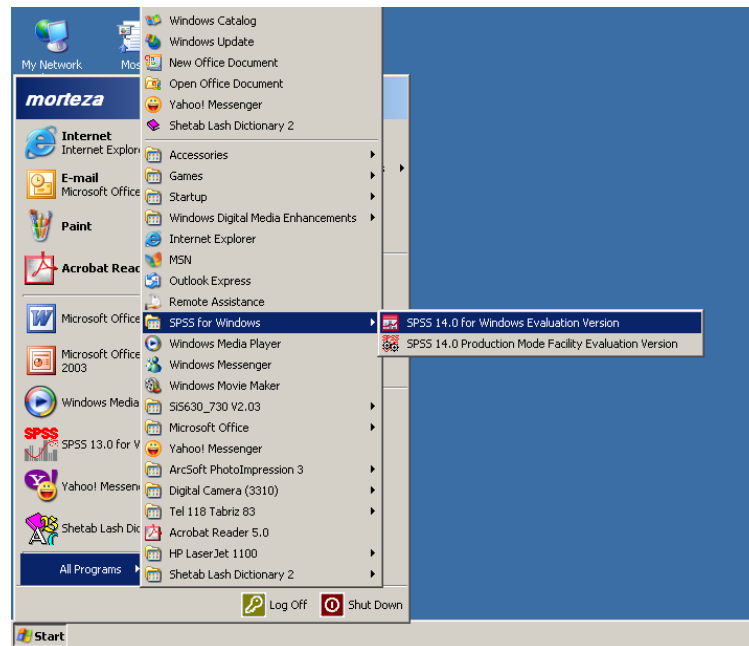 My Network
Mos
morteza
Internet
Internet Explor
E-mail
Microsoft Office
Paint
Acrobat Reac
Microsoft Office
Microsoft Office
2003
Windows Media
SPSS
SPSS 13.0 for W
Yahoo! Messen
Shetab Lash Dic
All Programs
Windows Catalog
Windows Update
New Office Document
Open Office Document
Yahoo! Messenger
Shetab Lash Dictionary 2
Accessories
Games
Startup
Windows Digital Media Enhancements
Internet Explorer
MSN
Outlook Express
Remote Assistance
SPSS for Windows
Windows Media Player
Windows Messenger
Windows Movie Maker
SiS630_730 V2.03
Microsoft Office
Yahoo! Messenger
ArcSoft PhotoImpression 3
Digital Camera (3310)
Tel 118 Tabriz 83
Acrobat Reader 5.0
HP LaserJet 1100
Shetab Lash Dictionary 2
SPSS 14.0 for Windows Evaluation Version
SPSS 14.0 Production Mode Facility Evaluation Version
Log Off
Shut Down
Start